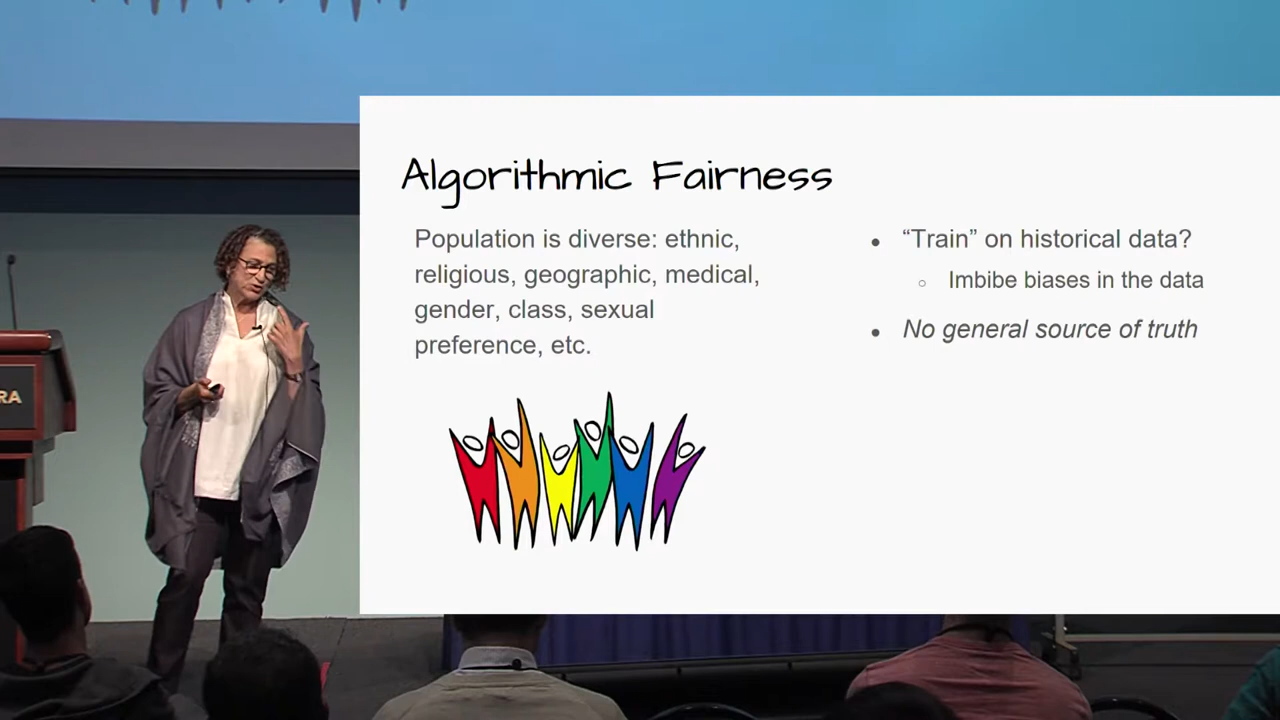 Algorithmic Fairness
Population is diverse: ethnic,
religious, geographic, medical,
gender, class, sexual
preference, etc.
● “Train” on historical data?
○ Imbibe biases in the data
● No general source of truth
RA